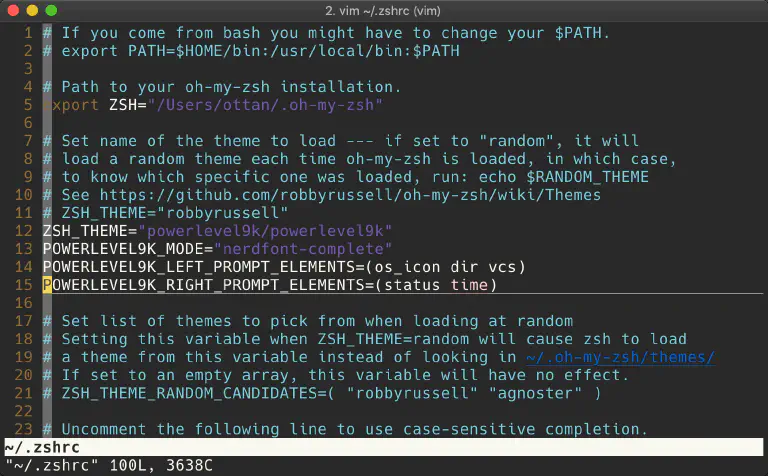 2. vim ~/.zshrc (vim)
1 # If you come from bash you might have to change your $PATH.
2 # export PATH=$HOME/bin:/usr/local/bin:$PATH
3
4 # Path to your oh-my-zsh installation.
5 export ZSH="/Users/ottan/.oh-my-zsh"
6
7 # Set name of the theme to load --- if set to "random", it will
8 # load a random theme each time oh-my-zsh is loaded, in which case,
9 # to know which specific one was loaded, run: echo $RANDOM_THEME
10 # See https://github.com/robbyrussell/oh-my-zsh/wiki/Themes
11 # ZSH_THEME="robbyrussell"
12 ZSH_THEME="powerlevel9k/powerlevel9k"
13 POWERLEVEL9K_MODE="nerdfont-complete"
14 POWERLEVEL9K_LEFT_PROMPT_ELEMENTS=(os_icon dir vcs)
15 POWERLEVEL9K_RIGHT_PROMPT_ELEMENTS=(status time)
16
17 # Set list of themes to pick from when loading at random
18 # Setting this variable when ZSH_THEME=random will cause zsh to load
19 # a theme from this variable instead of looking in ~/.oh-my-zsh/themes/
20 # If set to an empty array, this variable will have no effect.
21 # ZSH_THEME_RANDOM_CANDIDATES=( "robbyrussell" "agnoster" )
22
23 # Uncomment the following line to use case-sensitive completion.
~/.zshrc
"~/.zshrc" 100L, 3638C